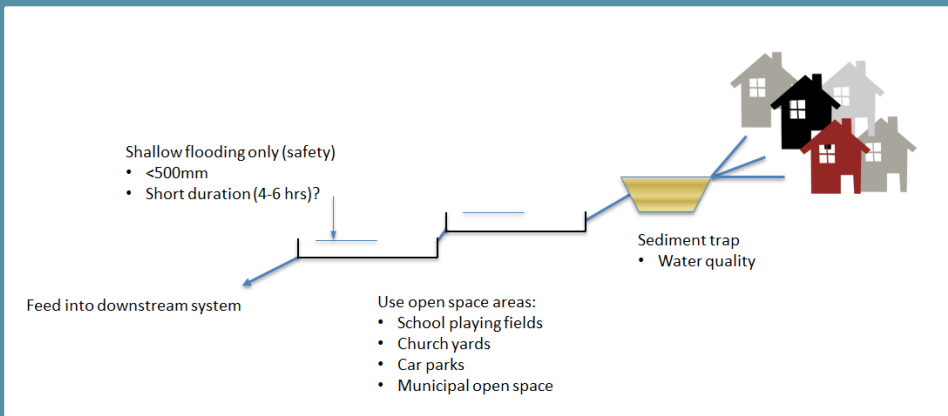 Shallow flooding only (safety)
• <500mm
• Short duration (4-6 hrs)?
Sediment trap
• Water quality
Feed into downstream system
Use open space areas:
• School playing fields
• Church yards
• Car parks
• Municipal open space